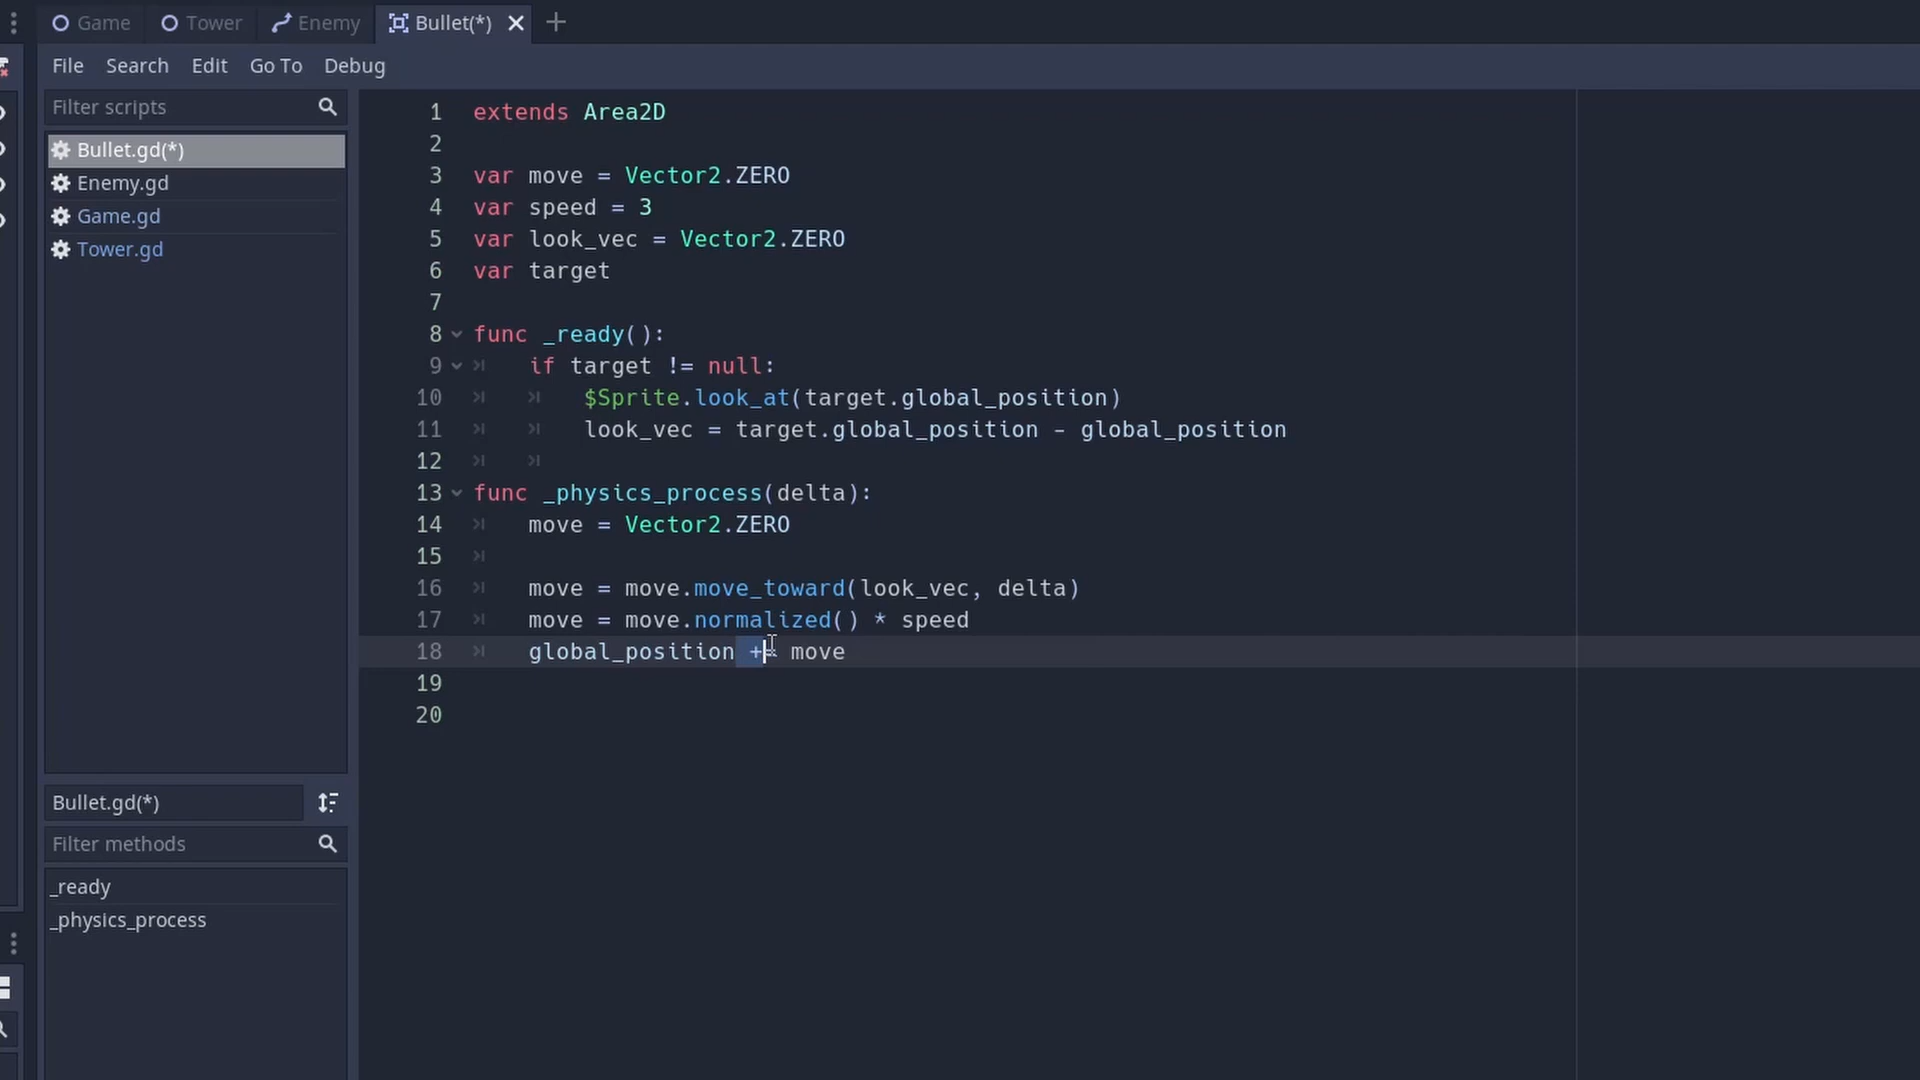 Game Tower Enemy Bullet(*)
File Search Edit Go To Debug
Filter scripts
Bullet.gd(*)
Enemy.gd
Game.gd
Tower.gd
1 extends Area2D
2
3 var move = Vector2.ZERO
4 var speed = 3
5 var look_vec = Vector2.ZERO
6 var target
7
8 func _ready():
9 if target != null:
10 $Sprite.look_at(target.global_position)
11 look_vec = target.global_position - global_position
12
13 func _physics_process(delta):
14 move = Vector2.ZERO
15
16 move = move.move_toward(look_vec, delta)
17 move = move.normalized() * speed
18 global_position += move
19
20
Bullet.gd(*)
Filter methods
_ready
_physics_process